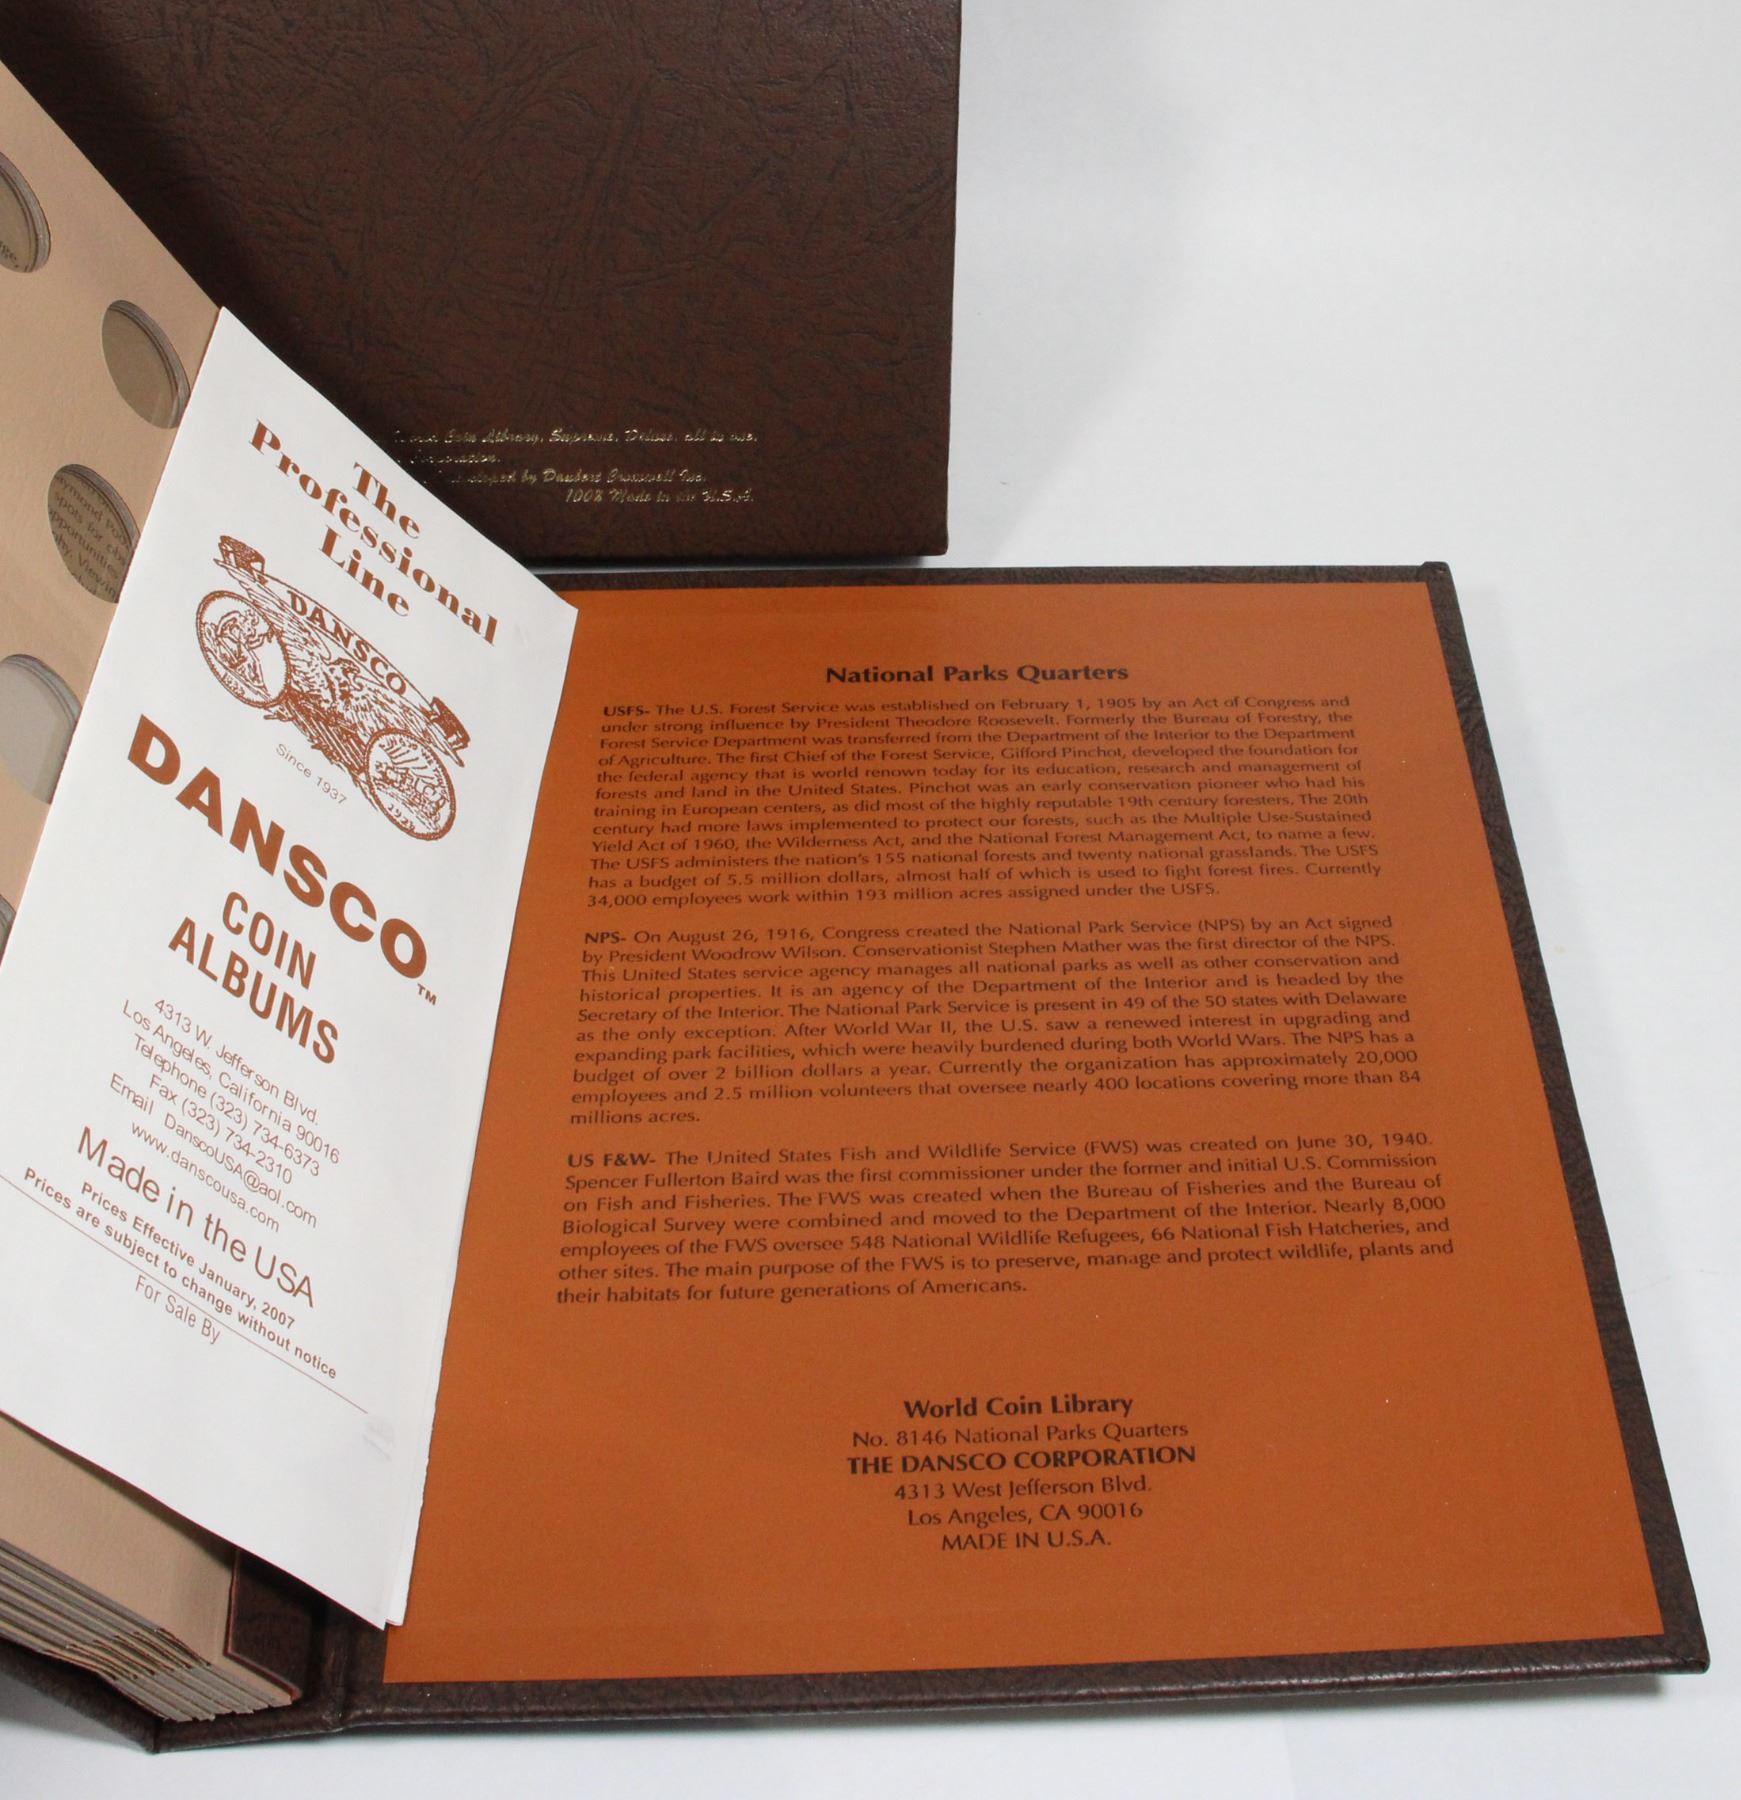 Coin Library, Supreme, Deluxe, all in use.
Corporation.
by Daubert Cromwell Inc.
100% Made in the U.S.A.
The
Professional
Line
DANSCO
Since 1937
DANSCO™
COIN
ALBUMS
4313 W. Jefferson Blvd.
Los Angeles, California 90016
Telephone (323) 734-6373
Fax (323) 734-2310
Email DanscoUSA@aol.com
www.danscousa.com
Made in the USA
Prices Effective January, 2007
Prices are subject to change without notice
For Sale By
National Parks Quarters
USFS- The U.S. Forest Service was established on February 1, 1905 by an Act of Congress and
under strong influence by President Theodore Roosevelt. Formerly the Bureau of Forestry, the
Forest Service Department was transferred from the Department of the Interior to the Department
of Agriculture. The first Chief of the Forest Service, Gifford Pinchot, developed the foundation for
the federal agency that is world renown today for its education, research and management of
forests and land in the United States. Pinchot was an early conservation pioneer who had his
training in European centers, as did most of the highly reputable 19th century foresters. The 20th
century had more laws implemented to protect our forests, such as the Multiple Use-Sustained
Yield Act of 1960, the Wilderness Act, and the National Forest Management Act, to name a few.
The USFS administers the nation's 155 national forests and twenty national grasslands. The USFS
has a budget of 5.5 million dollars, almost half of which is used to fight forest fires. Currently
34,000 employees work within 193 million acres assigned under the USFS.
NPS- On August 26, 1916, Congress created the National Park Service (NPS) by an Act signed
by President Woodrow Wilson. Conservationist Stephen Mather was the first director of the NPS.
This United States service agency manages all national parks as well as other conservation and
historical properties. It is an agency of the Department of the Interior and is headed by the
Secretary of the Interior. The National Park Service is present in 49 of the 50 states with Delaware
as the only exception. After World War II, the U.S. saw a renewed interest in upgrading and
expanding park facilities, which were heavily burdened during both World Wars. The NPS has a
budget of over 2 billion dollars a year. Currently the organization has approximately 20,000
employees and 2.5 million volunteers that oversee nearly 400 locations covering more than 84
millions acres.
US F&W- The United States Fish and Wildlife Service (FWS) was created on June 30, 1940.
Spencer Fullerton Baird was the first commissioner under the former and initial U.S. Commission
on Fish and Fisheries. The FWS was created when the Bureau of Fisheries and the Bureau of
Biological Survey were combined and moved to the Department of the Interior. Nearly 8,000
employees of the FWS oversee 548 National Wildlife Refugees, 66 National Fish Hatcheries, and
other sites. The main purpose of the FWS is to preserve, manage and protect wildlife, plants and
their habitats for future generations of Americans.
World Coin Library
No. 8146 National Parks Quarters
THE DANSCO CORPORATION
4313 West Jefferson Blvd.
Los Angeles, CA 90016
MADE IN U.S.A.